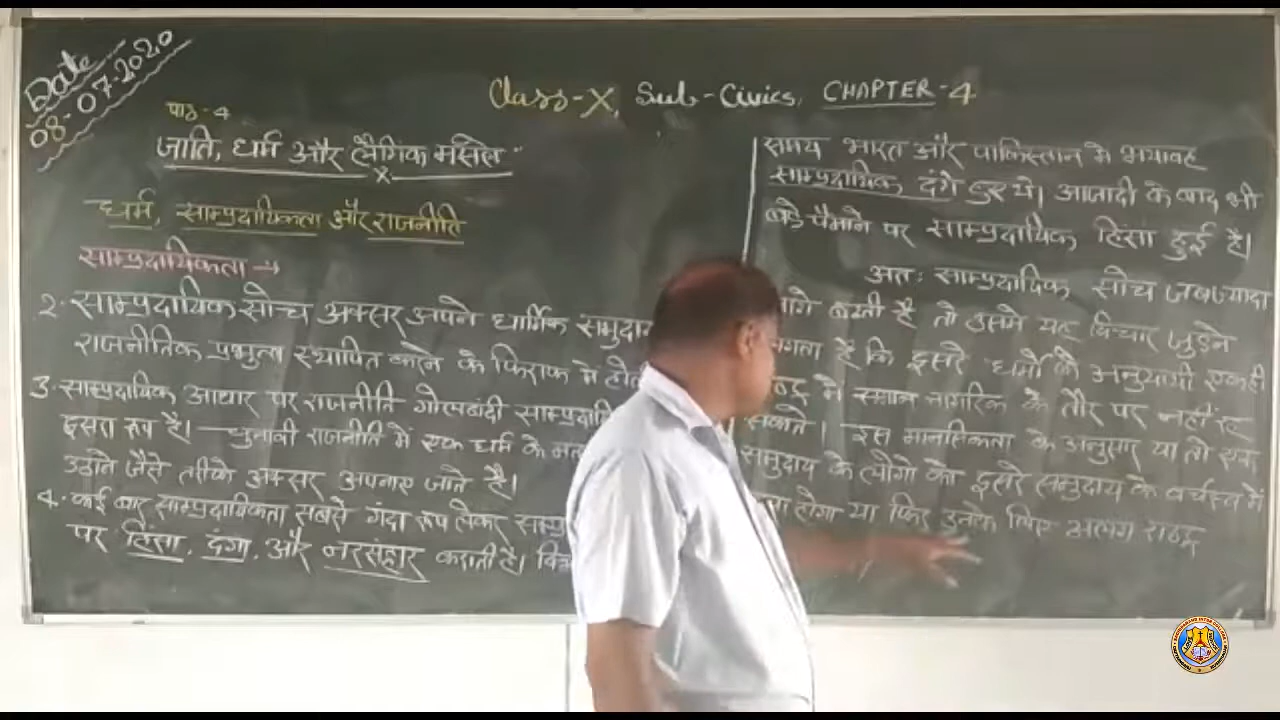 Date
08-07-2020
Class-X, Sub-Civics, CHAPTER-4
पाठ-4
जाति, धर्म और लैंगिक मसले
x
धर्म, साम्प्रदायिकता और राजनीति
साम्प्रदायिकता →
2. साम्प्रदायिक सोच अक्सर अपने धार्मिक समुदाय
राजनीतिक प्रभुत्व स्थापित करने के फिराक में
3. साम्प्रदायिक आधार पर राजनीति गोलबंदी
दूसरा रूप है। चुनावी राजनीति में एक धर्म के
उठाने जैसे तरीके अक्सर अपनाए जाते है।
4. कई बार साम्प्रदायिकता सबसे गंदा रूप लेकर
पर हिंसा, दंगा, और नरसंहार कराती है।
समय भारत और पाकिस्तान मे भयावह
साम्प्रदायिक दंगे हुए थे। आजादी के बाद भी
बड़े पैमाने पर साम्प्रदायिक हिंसा हुई है।
अतः साम्प्रदादिक सोच जब ज्यादा
आगे बढ़ती है तो उसमे यह विचार जुड़ने
लगता है कि दूसरे धर्मो के अनुयायी एक ही
में समान नागरिक के तौर पर नहीं रह
सकते। इस मानसिकता के अनुसार या तो एक
समुदाय के लोगो को दूसरे समुदाय के वर्चस्व में
होगा या फिर उनके लिए अलग राष्ट्र